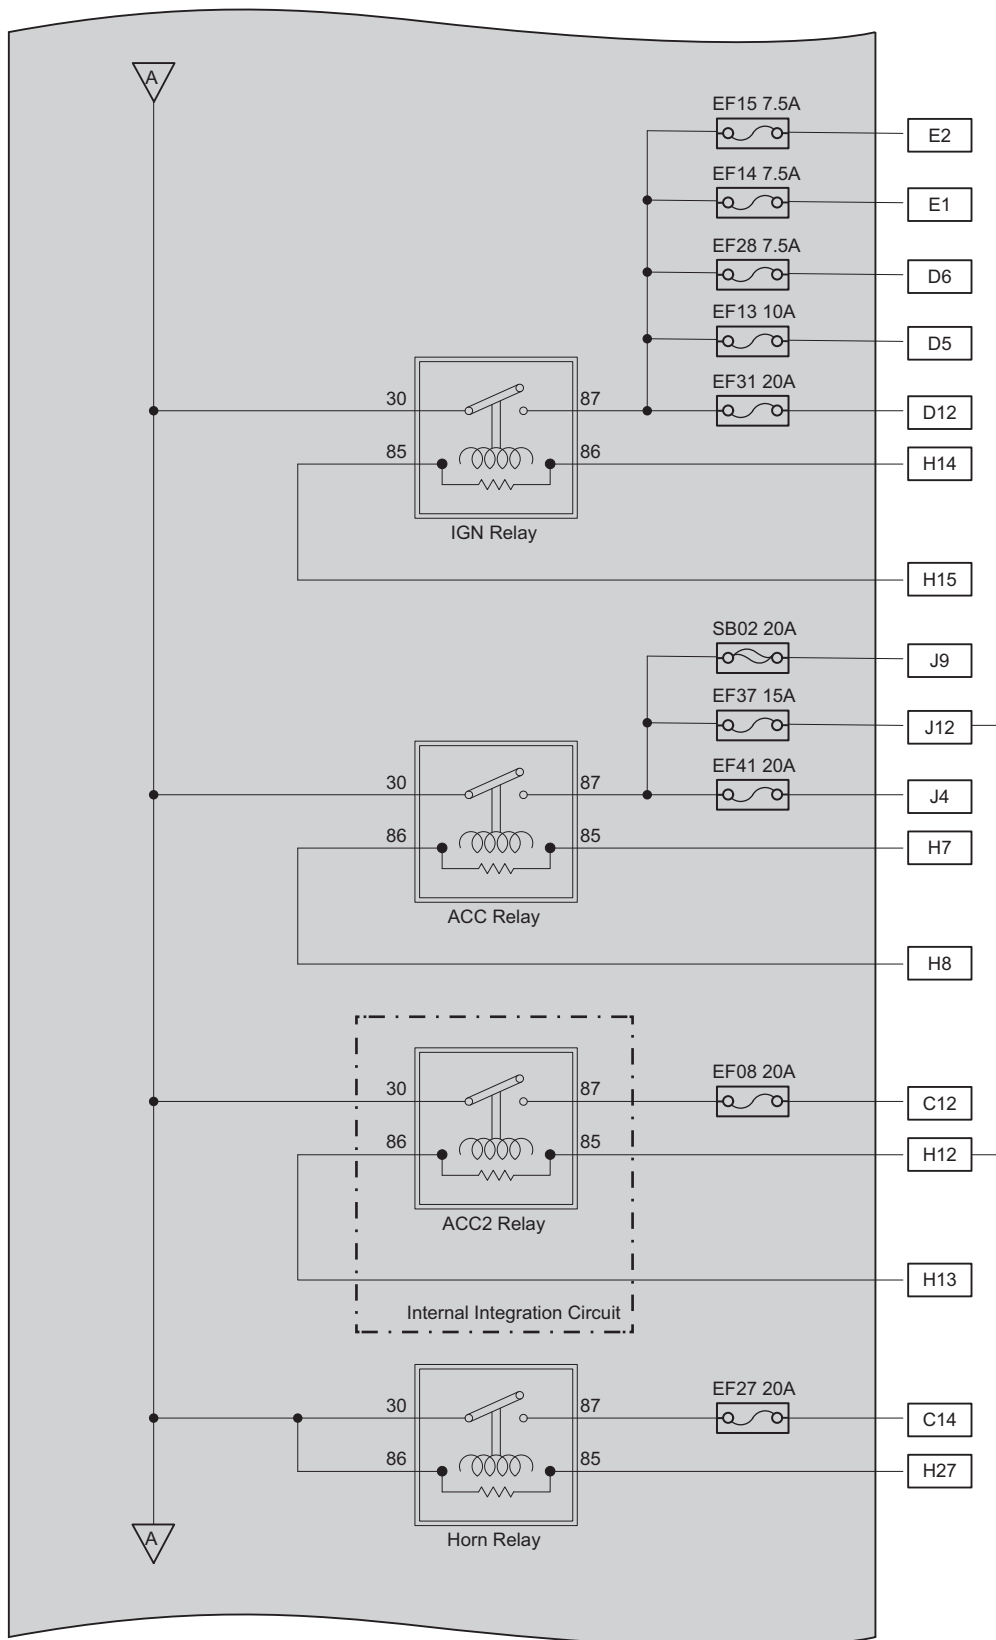 A
EF15 7.5A
E2
EF14 7.5A
E1
EF28 7.5A
D6
EF13 10A
D5
EF31 20A
30
87
D12
85
86
H14
IGN Relay
H15
SB02 20A
J9
EF37 15A
J12
EF41 20A
30
87
J4
86
85
H7
ACC Relay
H8
EF08 20A
30
87
C12
86
85
H12
ACC2 Relay
H13
Internal Integration Circuit
EF27 20A
30
87
C14
86
85
H27
A
Horn Relay